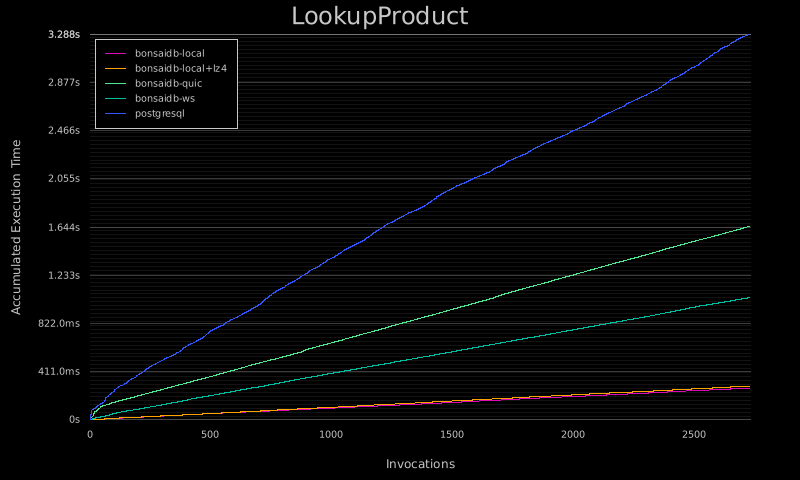 LookupProduct
3.288s
2.877s
2.466s
2.055s
1.644s
1.233s
822.0ms
411.0ms
0s
Accumulated Execution Time
bonsaidb-local
bonsaidb-local+lz4
bonsaidb-quic
bonsaidb-ws
postgresql
0 500 1000 1500 2000 2500
Invocations